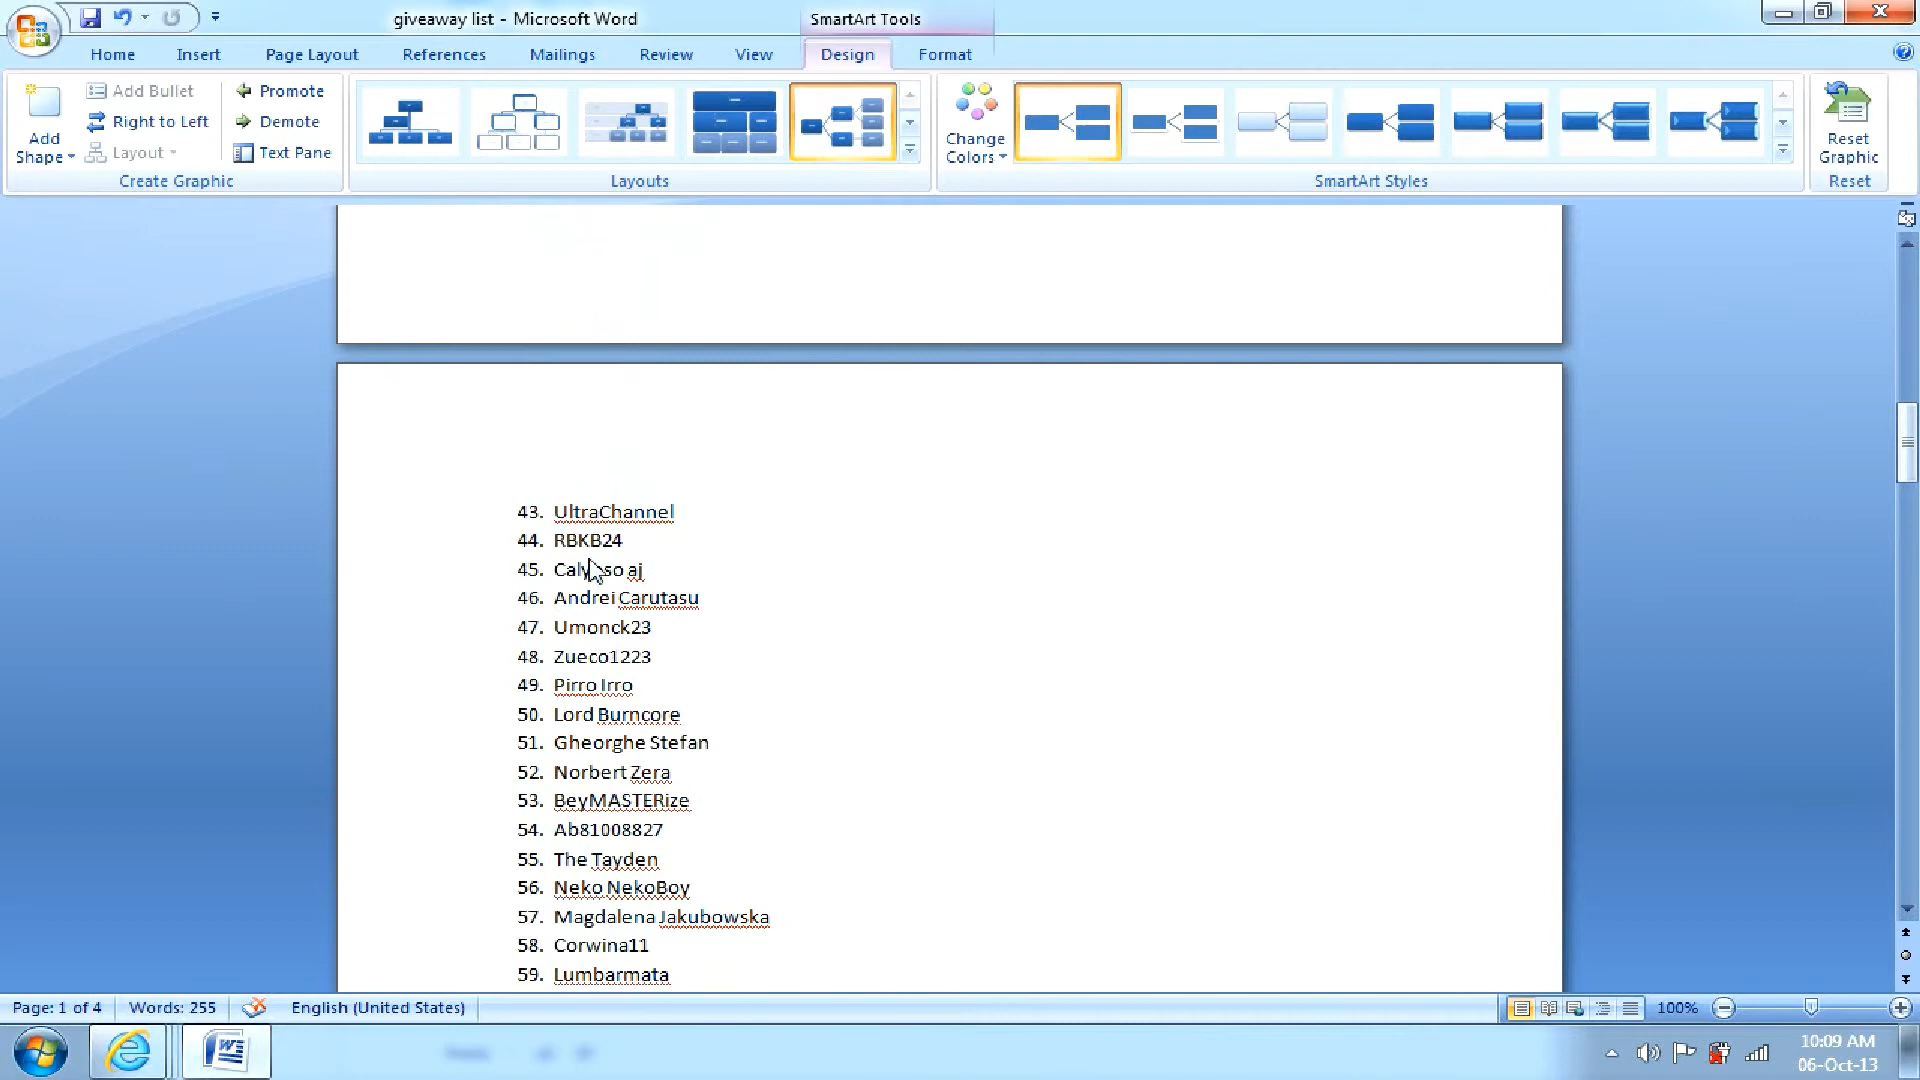 giveaway list - Microsoft Word
SmartArt Tools
Home Insert Page Layout References Mailings Review View Design Format
Add Shape
Add Bullet
Right to Left
Layout
Promote
Demote
Text Pane
Create Graphic
Layouts
Change Colors
SmartArt Styles
Reset Graphic
Reset
43. UltraChannel
44. RBKB24
45. aj
46. Andrei Carutasu
47. Umonck23
48. Zueco1223
49. Pirro Irro
50. Lord Burncore
51. Gheorghe Stefan
52. Norbert Zera
53. BeyMASTERize
54. Ab81008827
55. The Tayden
56. Neko NekoBoy
57. Magdalena Jakubowska
58. Corwina11
59. Lumbarmata
Page: 1 of 4 Words: 255 English (United States) 100%
10:09 AM
06-Oct-13